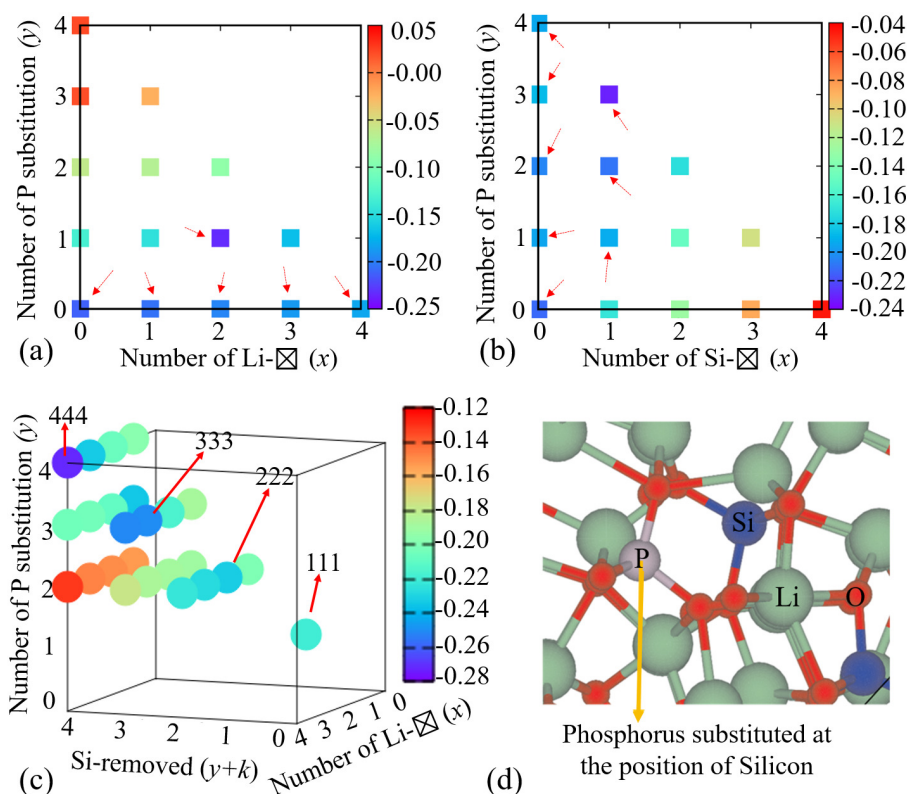 4
3
2
1
0
0 1 2 3 4
Number of P substitution (y)
Number of Li-☒ (x)
0.05
-0.00
-0.05
-0.10
-0.15
-0.20
-0.25
(a)
4
3
2
1
0
0 1 2 3 4
Number of P substitution (y)
Number of Si-☒ (x)
-0.04
-0.06
-0.08
-0.10
-0.12
-0.14
-0.16
-0.18
-0.20
-0.22
-0.24
(b)
444
333
222
111
4
3
2
1
0
Number of P substitution (y)
4 3 2 1 0
Si-removed (y+k)
4 3 2 1 0
Number of Li-☒ (x)
-0.12
-0.14
-0.16
-0.18
-0.20
-0.22
-0.24
-0.26
-0.28
(c)
Si
P
Li
O
Phosphorus substituted at
the position of Silicon
(d)